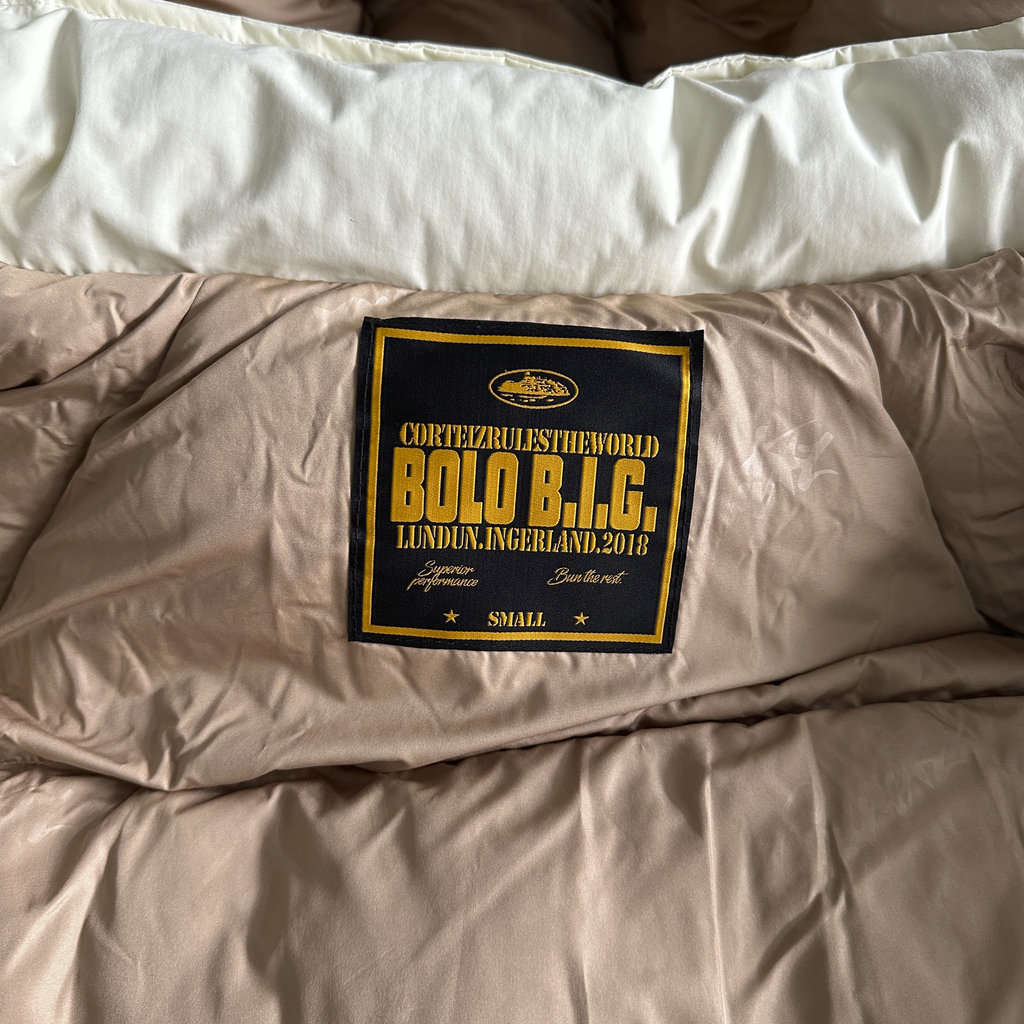 CORTEIZRULESTHEWORLD
BOLO B.I.G.
LUNDUN.INGERLAND.2018
Superior performance
Bun the rest.
SMALL